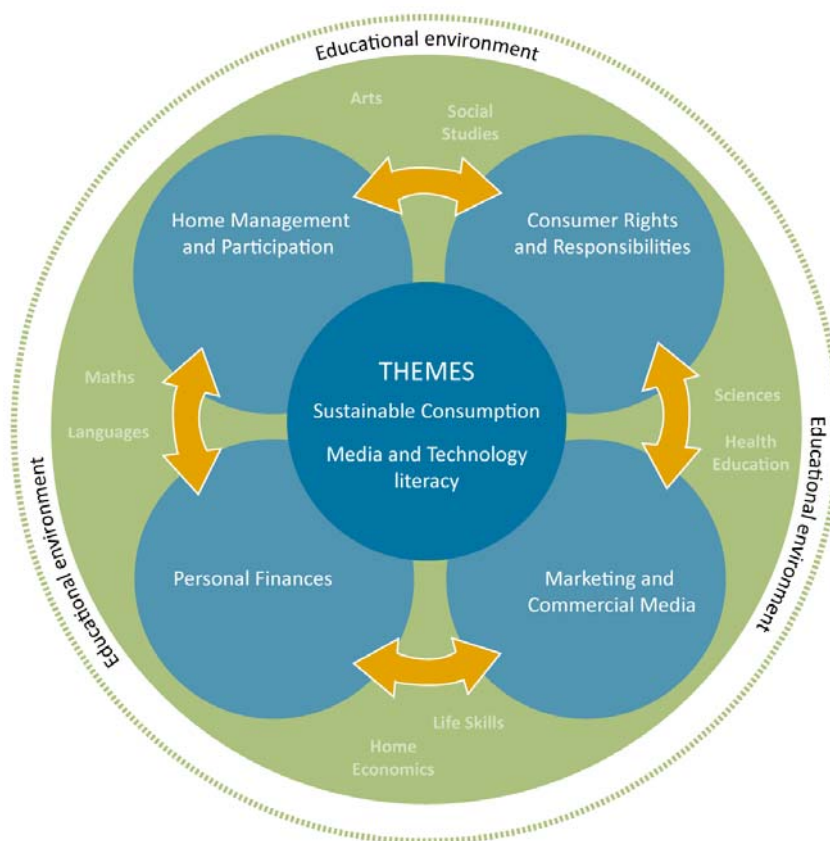 Educational environment
Arts
Social
Studies
Home Management
and Participation
Consumer Rights
and Responsibilities
THEMES
Sustainable Consumption
Media and Technology
literacy
Maths
Languages
Sciences
Health
Education
Educational environment
Educational environment
Personal Finances
Marketing and
Commercial Media
Life Skills
Home
Economics